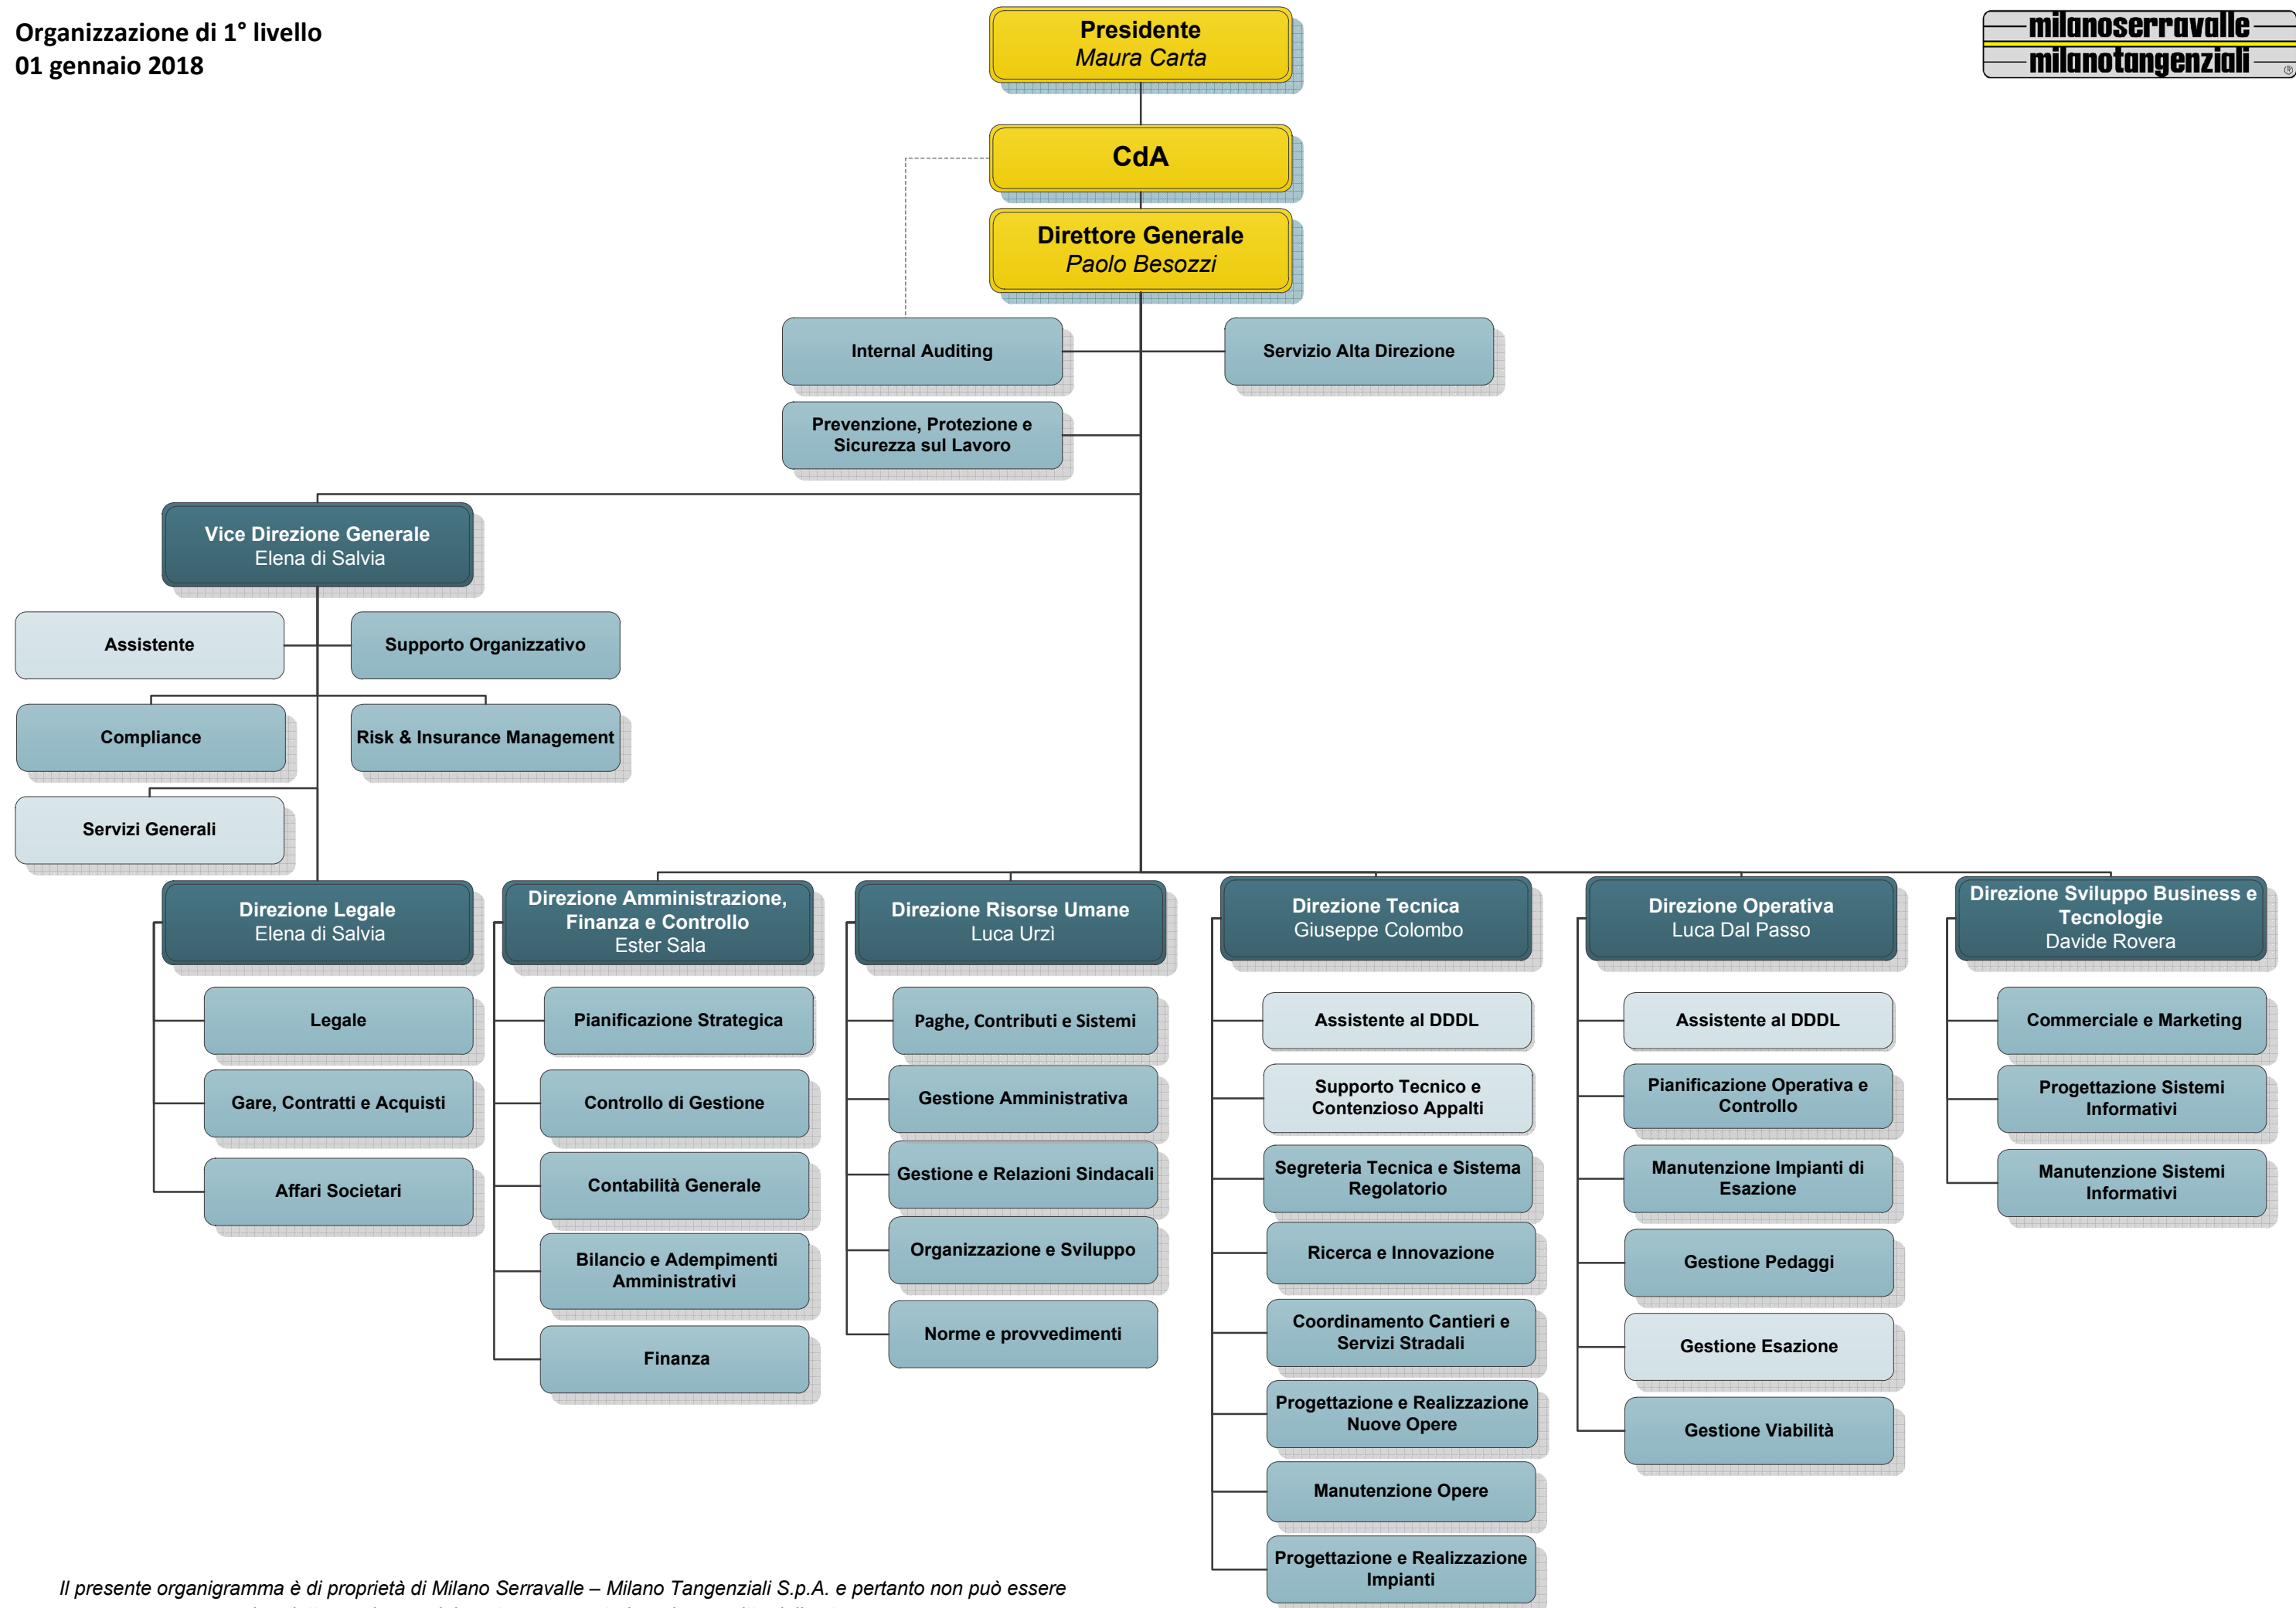 Organizzazione di 1° livello
01 gennaio 2018
milanoserravalle
milanotangenziali
®
Presidente
Maura Carta
CdA
Direttore Generale
Paolo Besozzi
Internal Auditing
Servizio Alta Direzione
Prevenzione, Protezione e
Sicurezza sul Lavoro
Vice Direzione Generale
Elena di Salvia
Assistente
Supporto Organizzativo
Compliance
Risk & Insurance Management
Servizi Generali
Direzione Legale
Elena di Salvia
Legale
Gare, Contratti e Acquisti
Affari Societari
Direzione Amministrazione,
Finanza e Controllo
Ester Sala
Pianificazione Strategica
Controllo di Gestione
Contabilità Generale
Bilancio e Adempimenti
Amministrativi
Finanza
Direzione Risorse Umane
Luca Urzì
Paghe, Contributi e Sistemi
Gestione Amministrativa
Gestione e Relazioni Sindacali
Organizzazione e Sviluppo
Norme e provvedimenti
Direzione Tecnica
Giuseppe Colombo
Assistente al DDDL
Supporto Tecnico e
Contenzioso Appalti
Segreteria Tecnica e Sistema
Regolatorio
Ricerca e Innovazione
Coordinamento Cantieri e
Servizi Stradali
Progettazione e Realizzazione
Nuove Opere
Manutenzione Opere
Progettazione e Realizzazione
Impianti
Direzione Operativa
Luca Dal Passo
Assistente al DDDL
Pianificazione Operativa e
Controllo
Manutenzione Impianti di
Esazione
Gestione Pedaggi
Gestione Esazione
Gestione Viabilità
Direzione Sviluppo Business e
Tecnologie
Davide Rovera
Commerciale e Marketing
Progettazione Sistemi
Informativi
Manutenzione Sistemi
Informativi
Il presente organigramma è di proprietà di Milano Serravalle – Milano Tangenziali S.p.A. e pertanto non può essere